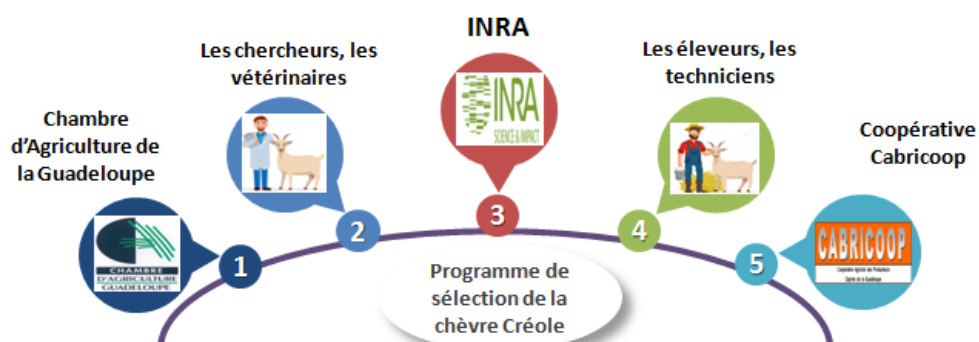 Chambre
d'Agriculture de
la Guadeloupe
CHAMBRE
D'AGRICULTURE
GUADELOUPE
1
Les chercheurs, les
vétérinaires
2
INRA
INRA
SCIENCE & IMPACT
3
Les éleveurs, les
techniciens
4
Coopérative
Cabricoop
CABRICOOP
5
Programme de
sélection de la
chèvre Créole